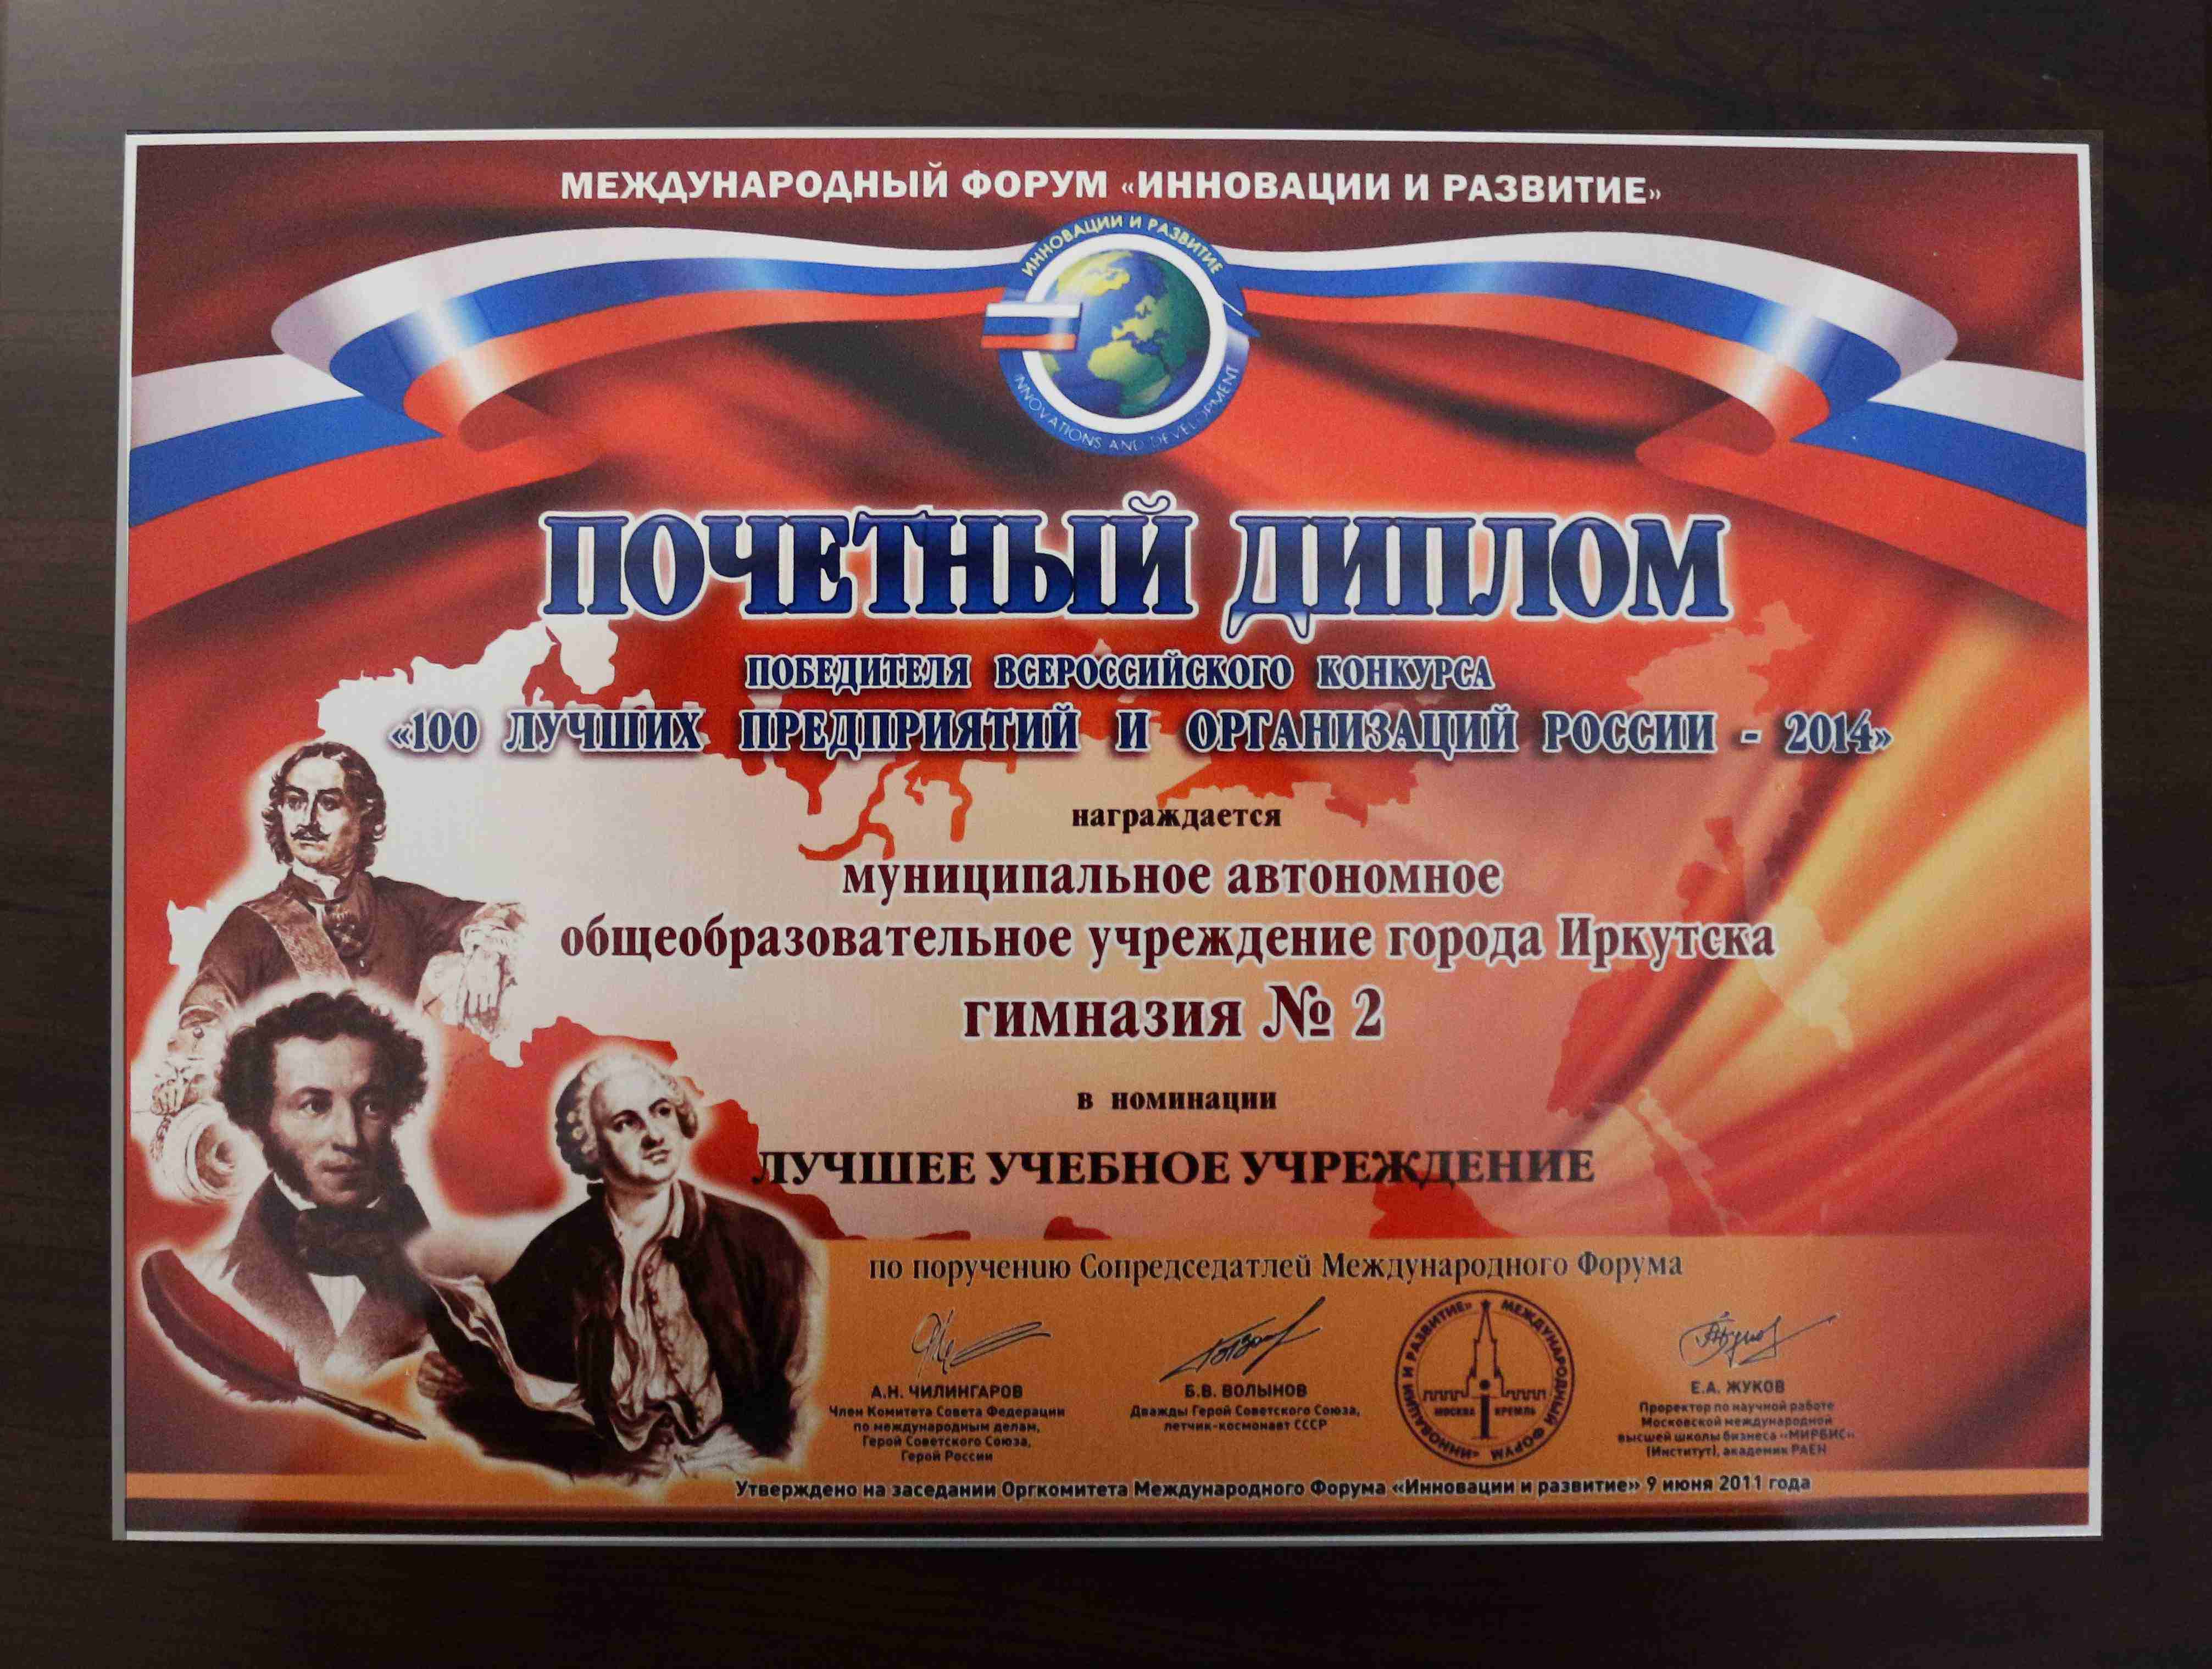 МЕЖДУНАРОДНЫЙ ФОРУМ «ИННОВАЦИИ И РАЗВИТИЕ»
ИННОВАЦИИ И РАЗВИТИЕ
INNOVATIONS AND DEVELOPMENT
ПОЧЕТНЫЙ ДИПЛОМ
ПОБЕДИТЕЛЯ ВСЕРОССИЙСКОГО КОНКУРСА
«100 ЛУЧШИХ ПРЕДПРИЯТИЙ И ОРГАНИЗАЦИЙ РОССИИ - 2014»
награждается
муниципальное автономное
общеобразовательное учреждение города Иркутска
гимназия № 2
в номинации
ЛУЧШЕЕ УЧЕБНОЕ УЧРЕЖДЕНИЕ
по поручению Сопредседатлей Международного Форума
А.Н. ЧИЛИНГАРОВ
Член Комитета Совета Федерации
по международным делам,
Герой Советского Союза,
Герой России
Б.В. ВОЛЫНОВ
Дважды Герой Советского Союза,
летчик-космонавт СССР
МЕЖДУНАРОДНЫЙ ФОРУМ «ИННОВАЦИИ И РАЗВИТИЕ»
МОСКВА КРЕМЛЬ
Е.А. ЖУКОВ
Проректор по научной работе
Московской международной
высшей школы бизнеса «МИРБИС»
(Институт), академик РАЕН
Утверждено на заседании Оргкомитета Международного Форума «Инновации и развитие» 9 июня 2011 года